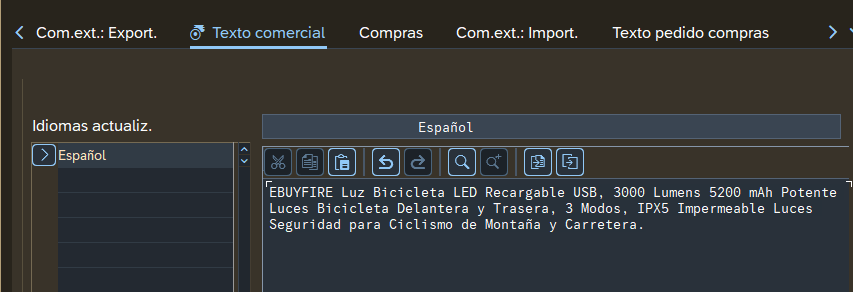 Com.ext.: Export.
Texto comercial
Compras
Com.ext.: Import.
Texto pedido compras
Idiomas actualiz.
Español
Español
EBUYFIRE Luz Bicicleta LED Recargable USB, 3000 Lumens 5200 mAh Potente
Luces Bicicleta Delantera y Trasera, 3 Modos, IPX5 Impermeable Luces
Seguridad para Ciclismo de Montaña y Carretera.